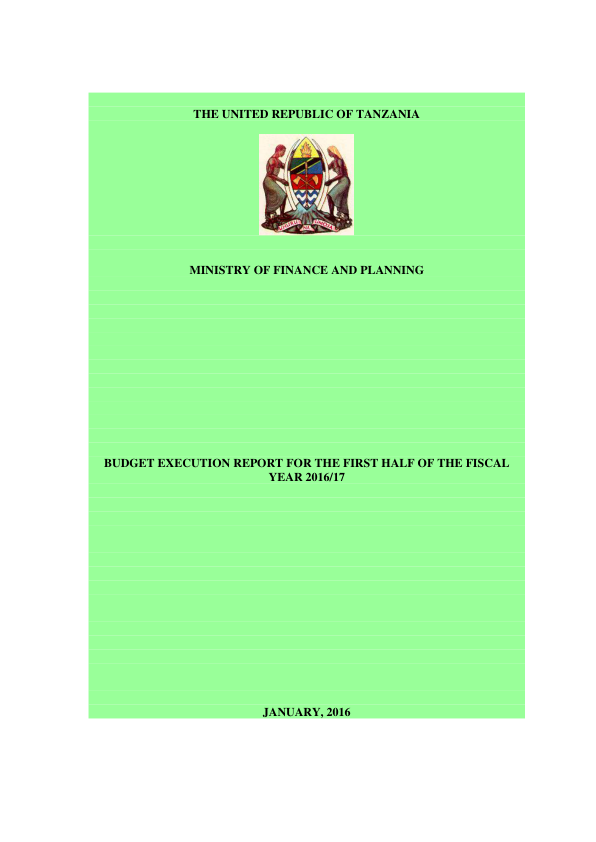 THE UNITED REPUBLIC OF TANZANIA
MINISTRY OF FINANCE AND PLANNING
BUDGET EXECUTION REPORT FOR THE FIRST HALF OF THE FISCAL
YEAR 2016/17
JANUARY, 2016